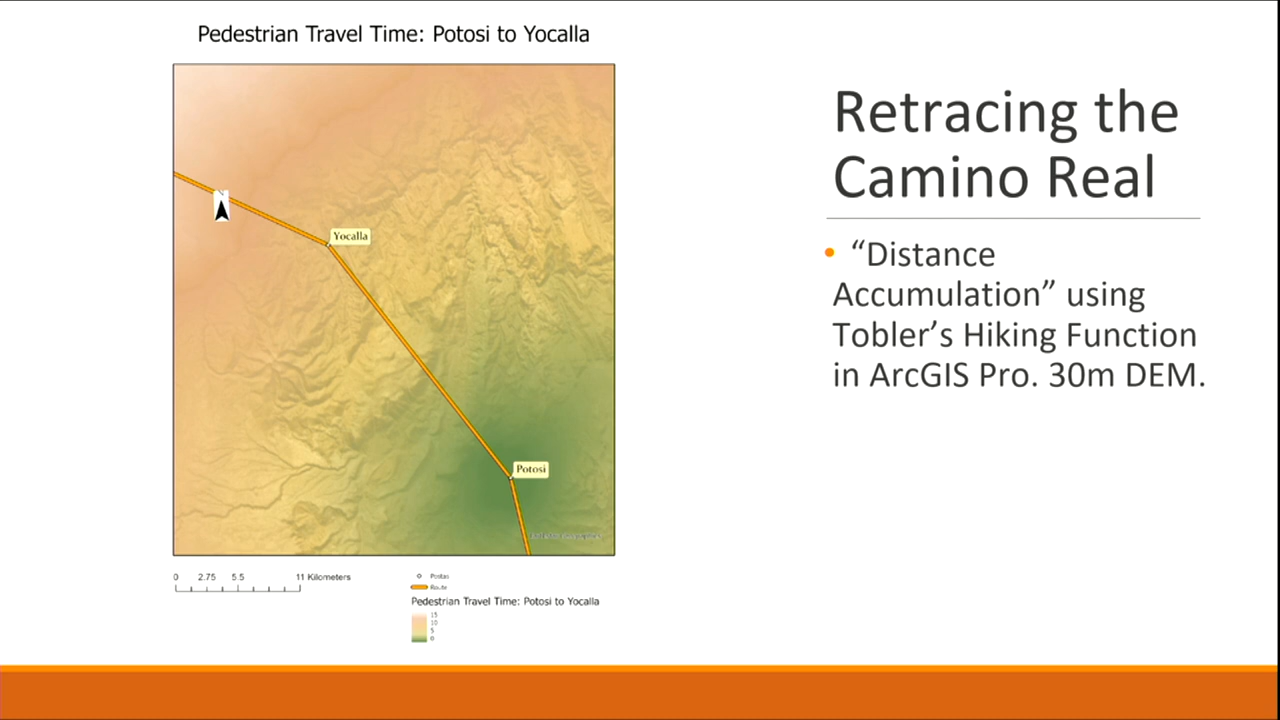 Pedestrian Travel Time: Potosi to Yocalla
Yocalla
Potosi
0 2.75 5.5 11 Kilometers
Postas
Route
Pedestrian Travel Time: Potosi to Yocalla
15
10
5
0
Retracing the
Camino Real
• “Distance
Accumulation” using
Tobler’s Hiking Function
in ArcGIS Pro. 30m DEM.